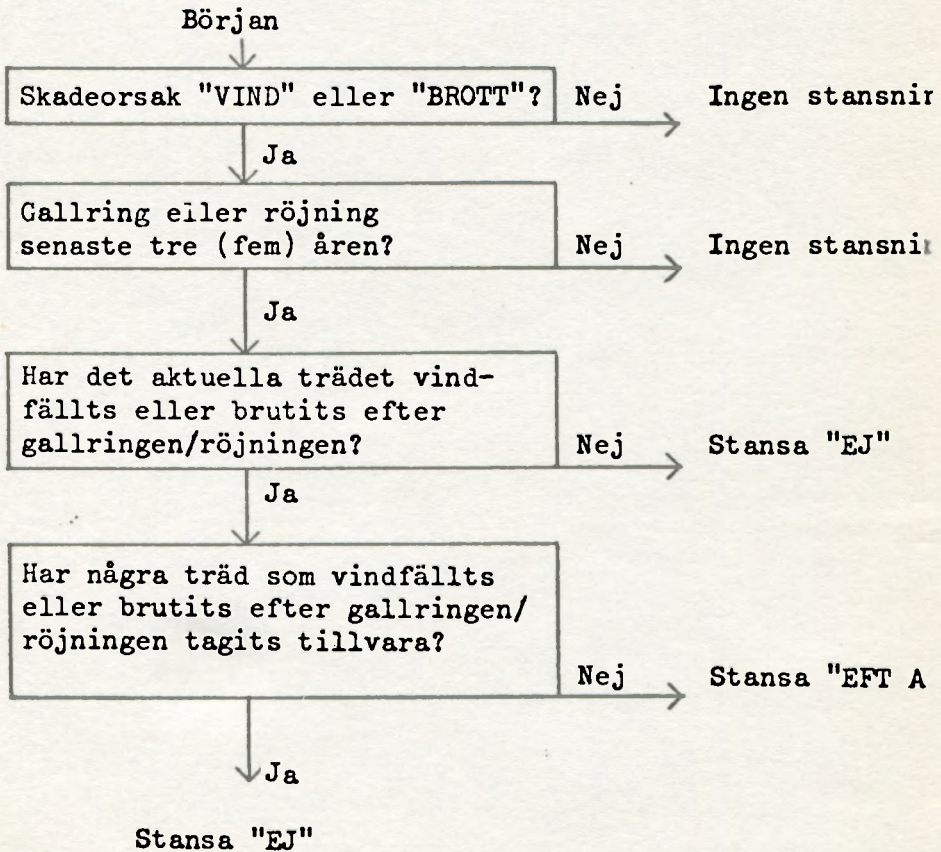 Början
Skadeorsak "VIND" eller "BROTT"? Nej Ingen
Ja
Gallring eller röjning
senaste tre (fem) åren? Nej Ingen
Ja
Har det aktuella trädet vind-
fällts eller brutits efter
gallringen/röjningen? Nej Stansa "EJ"
Ja
Har några träd som vindfällts
eller brutits efter gallringen/
röjningen tagits tillvara?
Nej Stansa "EFT A
Ja
Stansa "EJ"